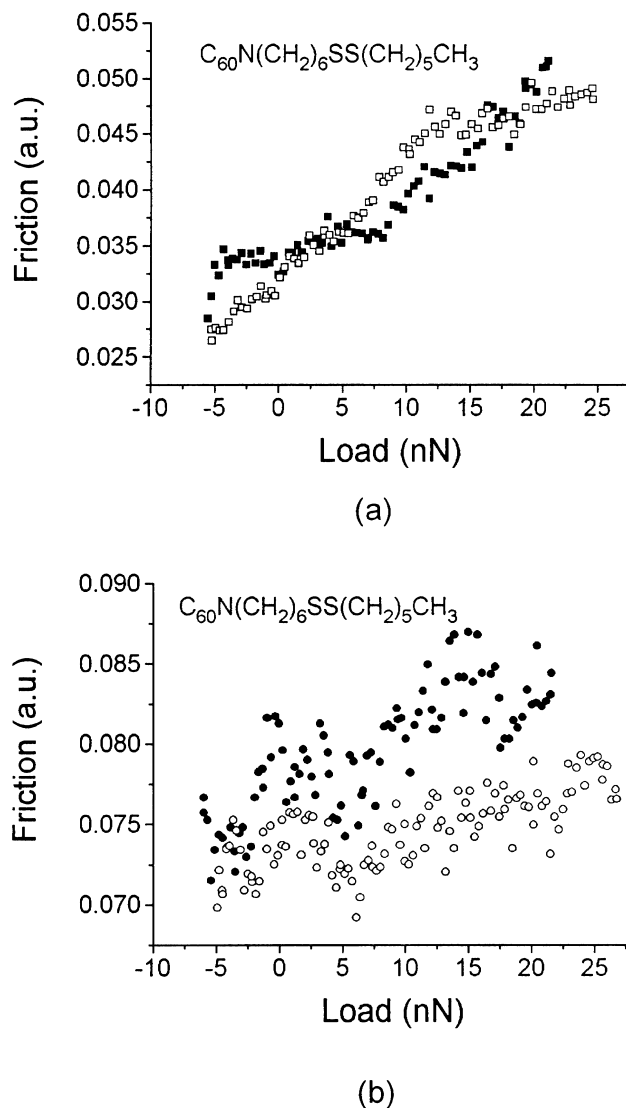 C₆₀N(CH₂)₆SS(CH₂)₅CH₃
0.050
0.045
0.040
0.035
0.030
0.025
Friction (a.u.)
-10 -5 0 5 10 15 20 25
Load (nN)
(a)
C₆₀N(CH₂)₆SS(CH₂)₅CH₃
0.090
0.085
0.080
0.075
0.070
Friction (a.u.)
-10 -5 0 5 10 15 20 25
Load (nN)
(b)